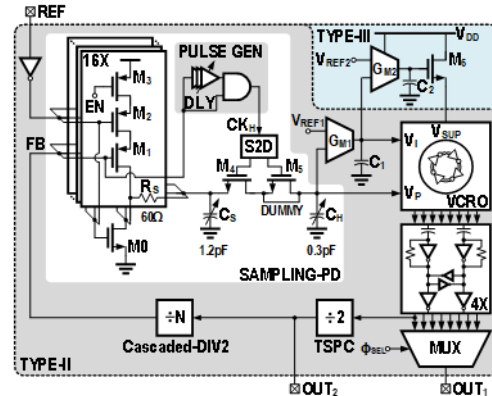 REF
TYPE-III
VDD
16X
PULSE GEN
VREF2
GM2
M6
M3
C2
EN
DLY
M2
CKH
VREF1
VSUP
FB
S2D
GM1
VI
M1
M4
M5
C1
RS
VP
VCRO
60Ω
CS
DUMMY
CH
M0
1.2pF
0.3pF
SAMPLING-PD
4X
÷N
÷2
Cascaded-DIV2
TSPC
ΦSEL
MUX
TYPE-II
OUT2
OUT1